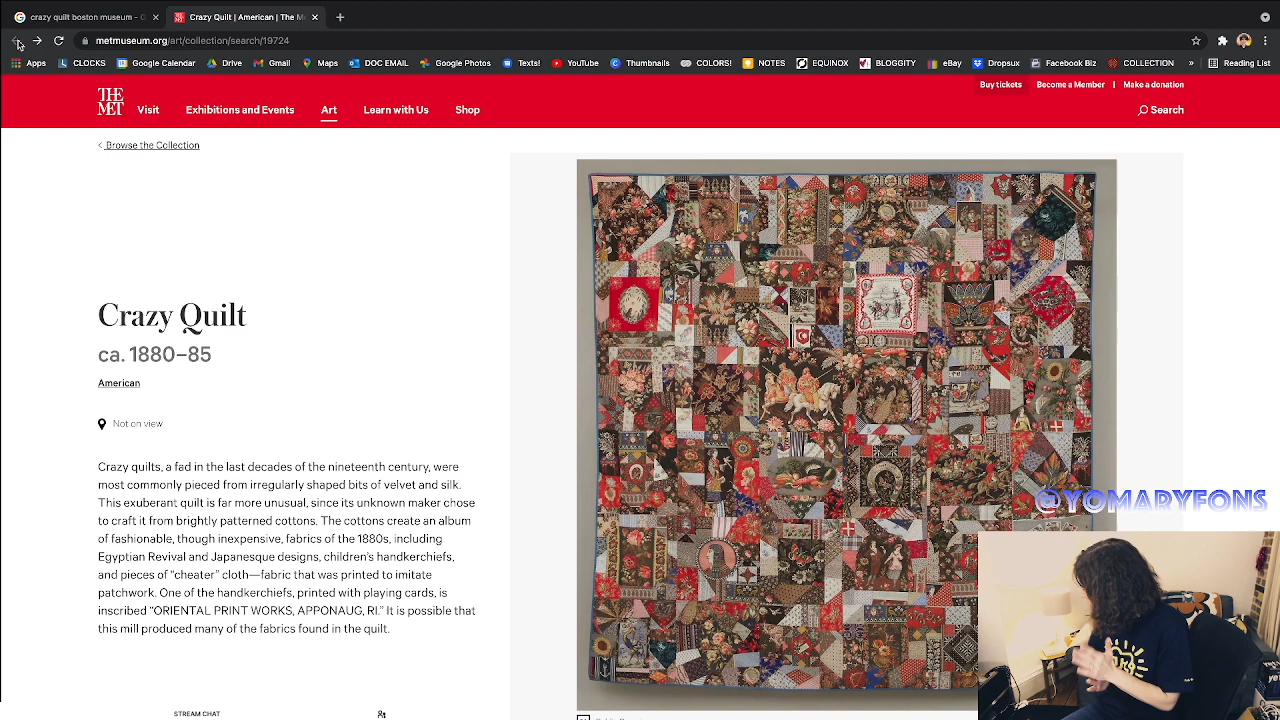 crazy quilt boston museum - G
Crazy Quilt | American | The M
metmuseum.org/art/collection/search/19724
Apps
CLOCKS
Google Calendar
Prime
Gmail
Maps
DOC EMAIL
Google Photos
Texts!
YouTube
Thumbnails
COLORS!
NOTES
EQUINOX
BLOGGITY
eBay
Dropusx
Facebook Biz
COLLECTION
»
Reading List
Buy tickets
Become a Member
Make a donation
THE MET
Visit
Exhibitions and Events
Art
Learn with Us
Shop
Search
Browse the Collection
Crazy Quilt
ca. 1880–85
American
Not on view
Crazy quilts, a fad in the last decades of the nineteenth century, were
most commonly pieced from irregularly shaped bits of velvet and silk.
This exuberant quilt is far more unusual, since its unknown maker chose
to craft it from brightly patterned cottons. The cottons create an album
of fashionable, though inexpensive, fabrics of the 1880s, including
Egyptian Revival and Japanesque designs, children's handkerchiefs,
and pieces of "cheater" cloth—fabric that was printed to imitate
patchwork. One of the handkerchiefs, printed with playing cards, is
inscribed "ORIENTAL PRINT WORKS, APPONAUG, RI." It is possible that
this mill produced many of the fabrics found in the quilt.
@YOMARYFONS
STREAM CHAT